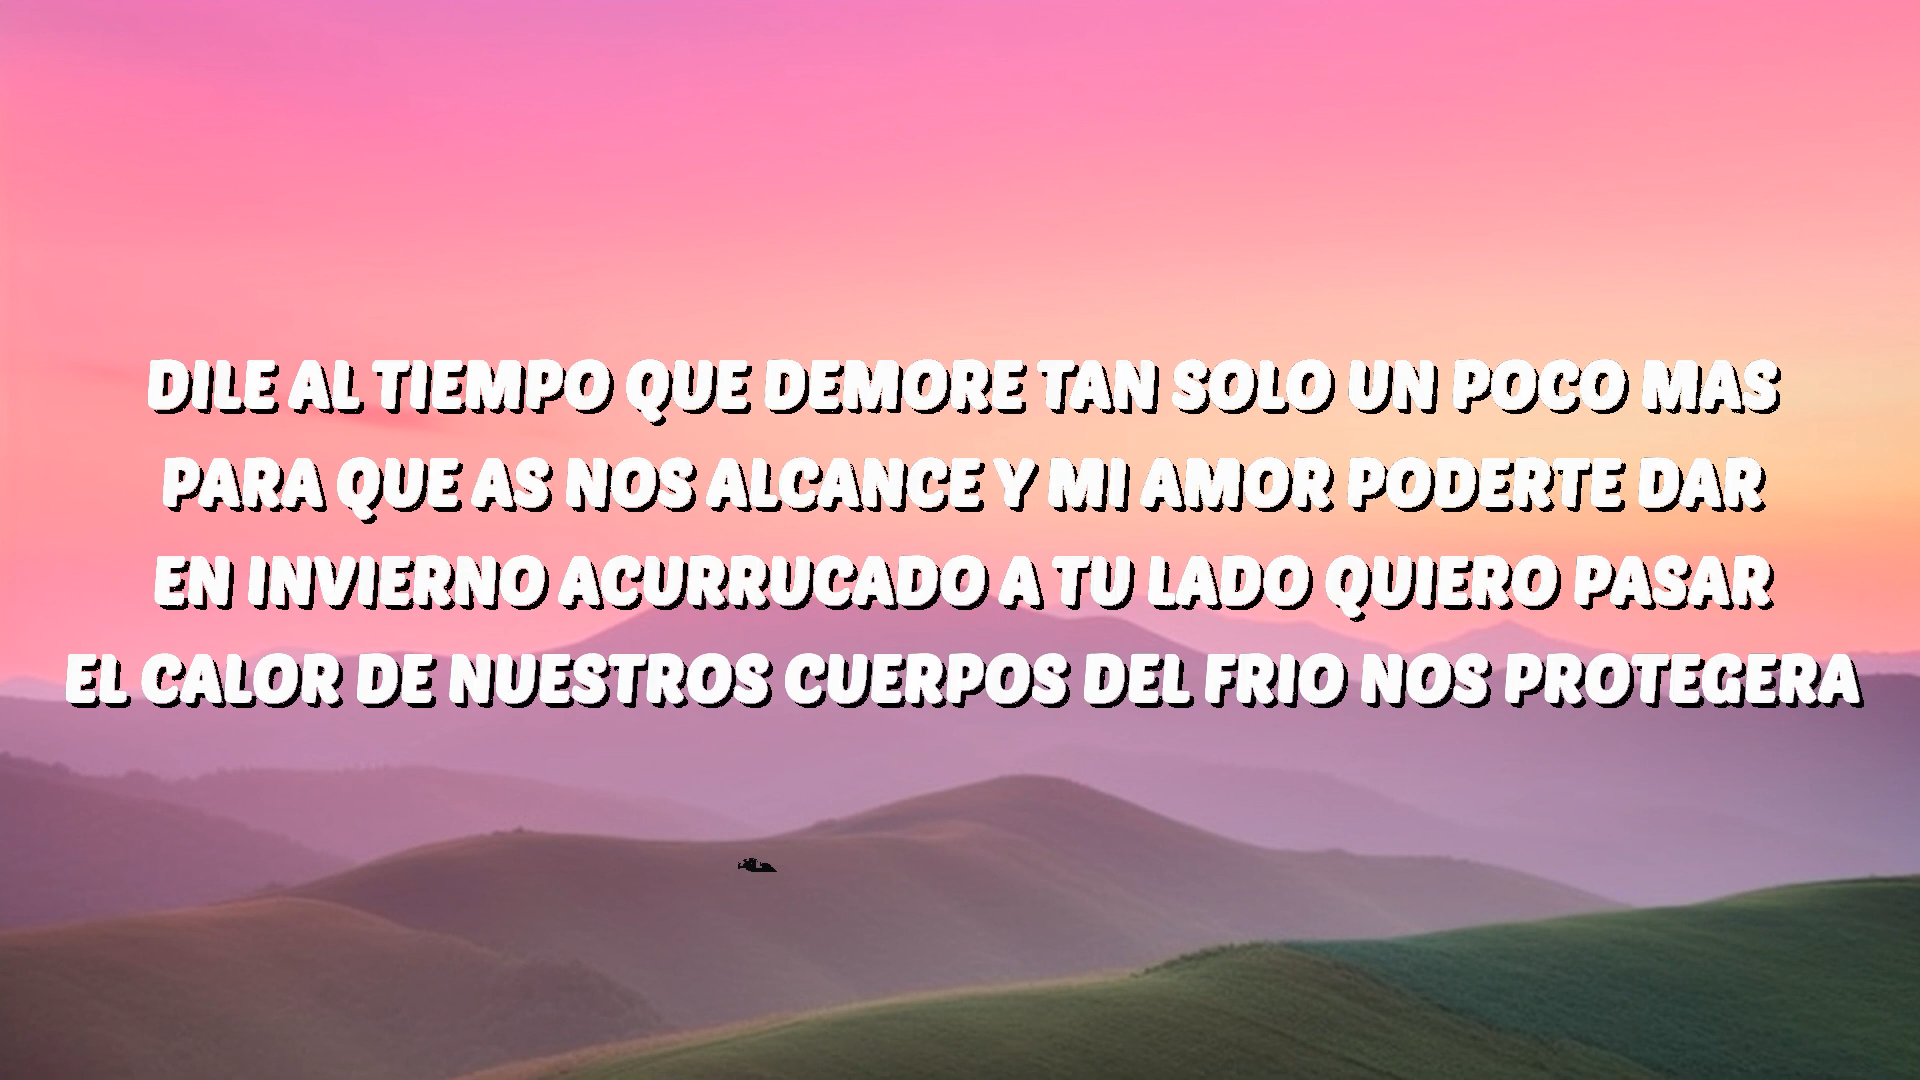 DILE AL TIEMPO QUE DEMORE TAN SOLO UN POCO MAS
PARA QUE AS NOS ALCANCE Y MI AMOR PODERTE DAR
EN INVIERNO ACURRUCADO A TU LADO QUIERO PASAR
EL CALOR DE NUESTROS CUERPOS DEL FRIO NOS PROTEGERA